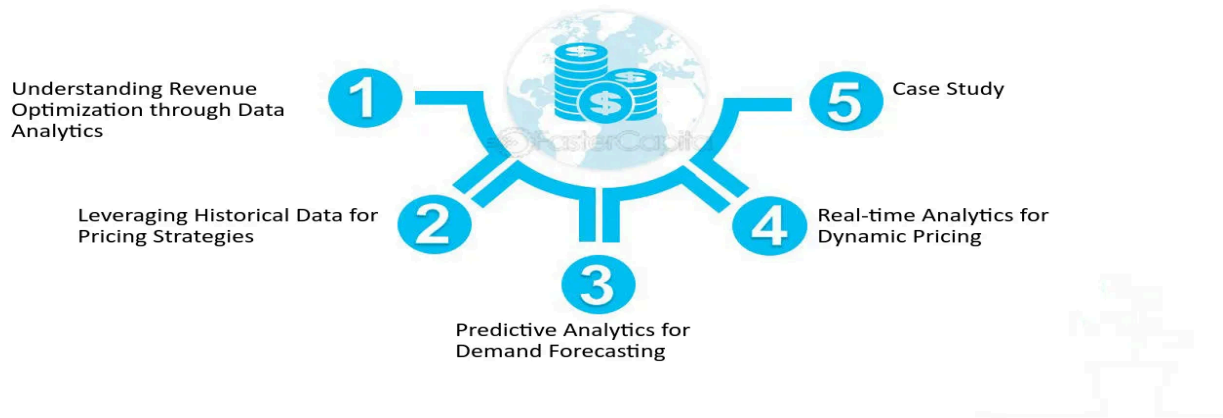 1
Understanding Revenue
Optimization through Data
Analytics
2
Leveraging Historical Data for
Pricing Strategies
3
Predictive Analytics for
Demand Forecasting
4
Real-time Analytics for
Dynamic Pricing
5
Case Study
FasterCapital
$
$
$